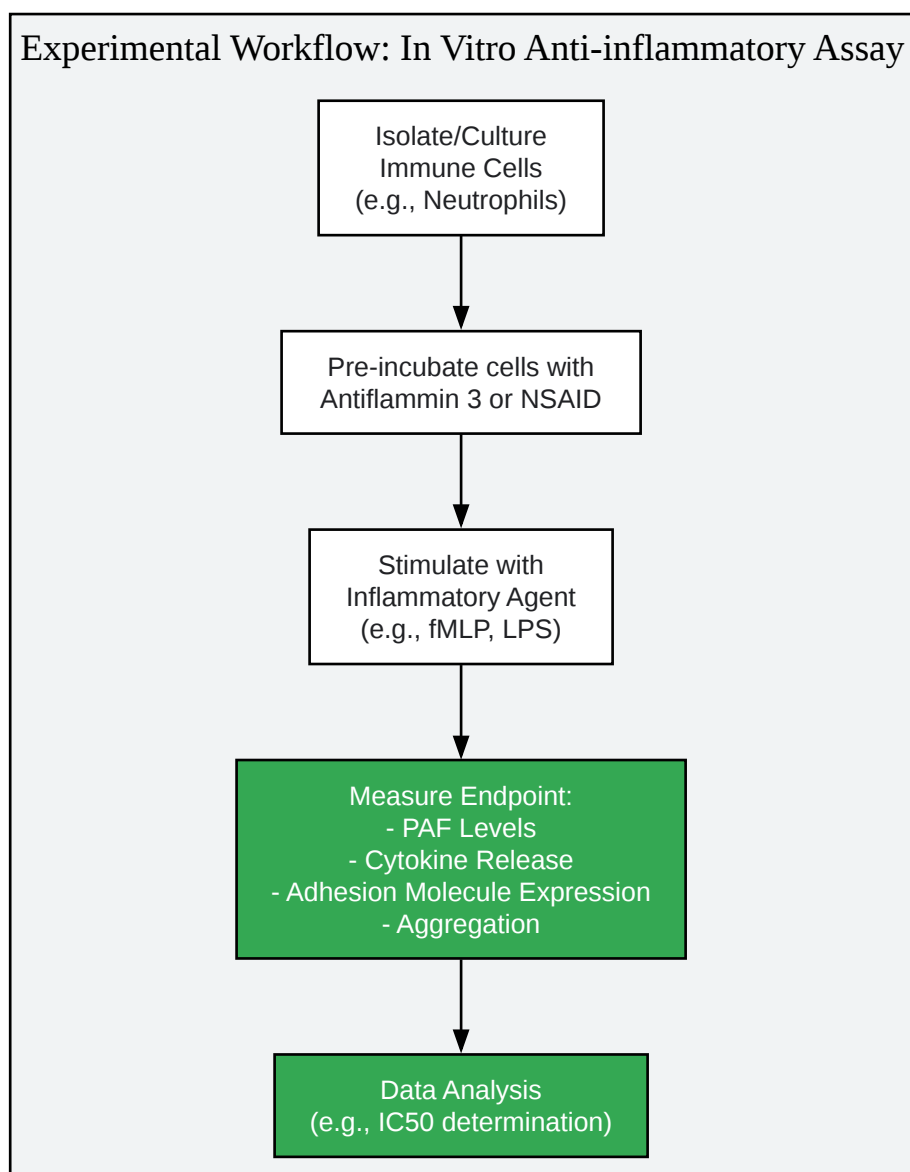 Experimental Workflow: In Vitro Anti-inflammatory Assay
Isolate/Culture
Immune Cells
(e.g., Neutrophils)
Pre-incubate cells with
Antiflammin 3 or NSAID
Stimulate with
Inflammatory Agent
(e.g., fMLP, LPS)
Measure Endpoint:
- PAF Levels
- Cytokine Release
- Adhesion Molecule Expression
- Aggregation
Data Analysis
(e.g., IC50 determination)